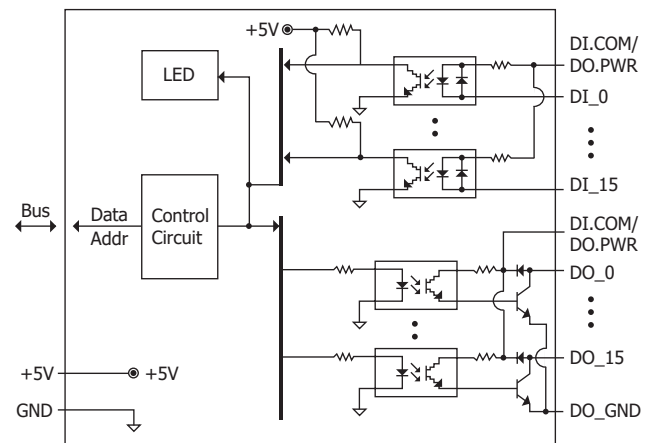 +5V
LED
DI.COM/
DO.PWR
DI_0
DI_15
Bus
Data
Addr
Control
Circuit
DI.COM/
DO.PWR
DO_0
DO_15
+5V
+5V
GND
DO_GND